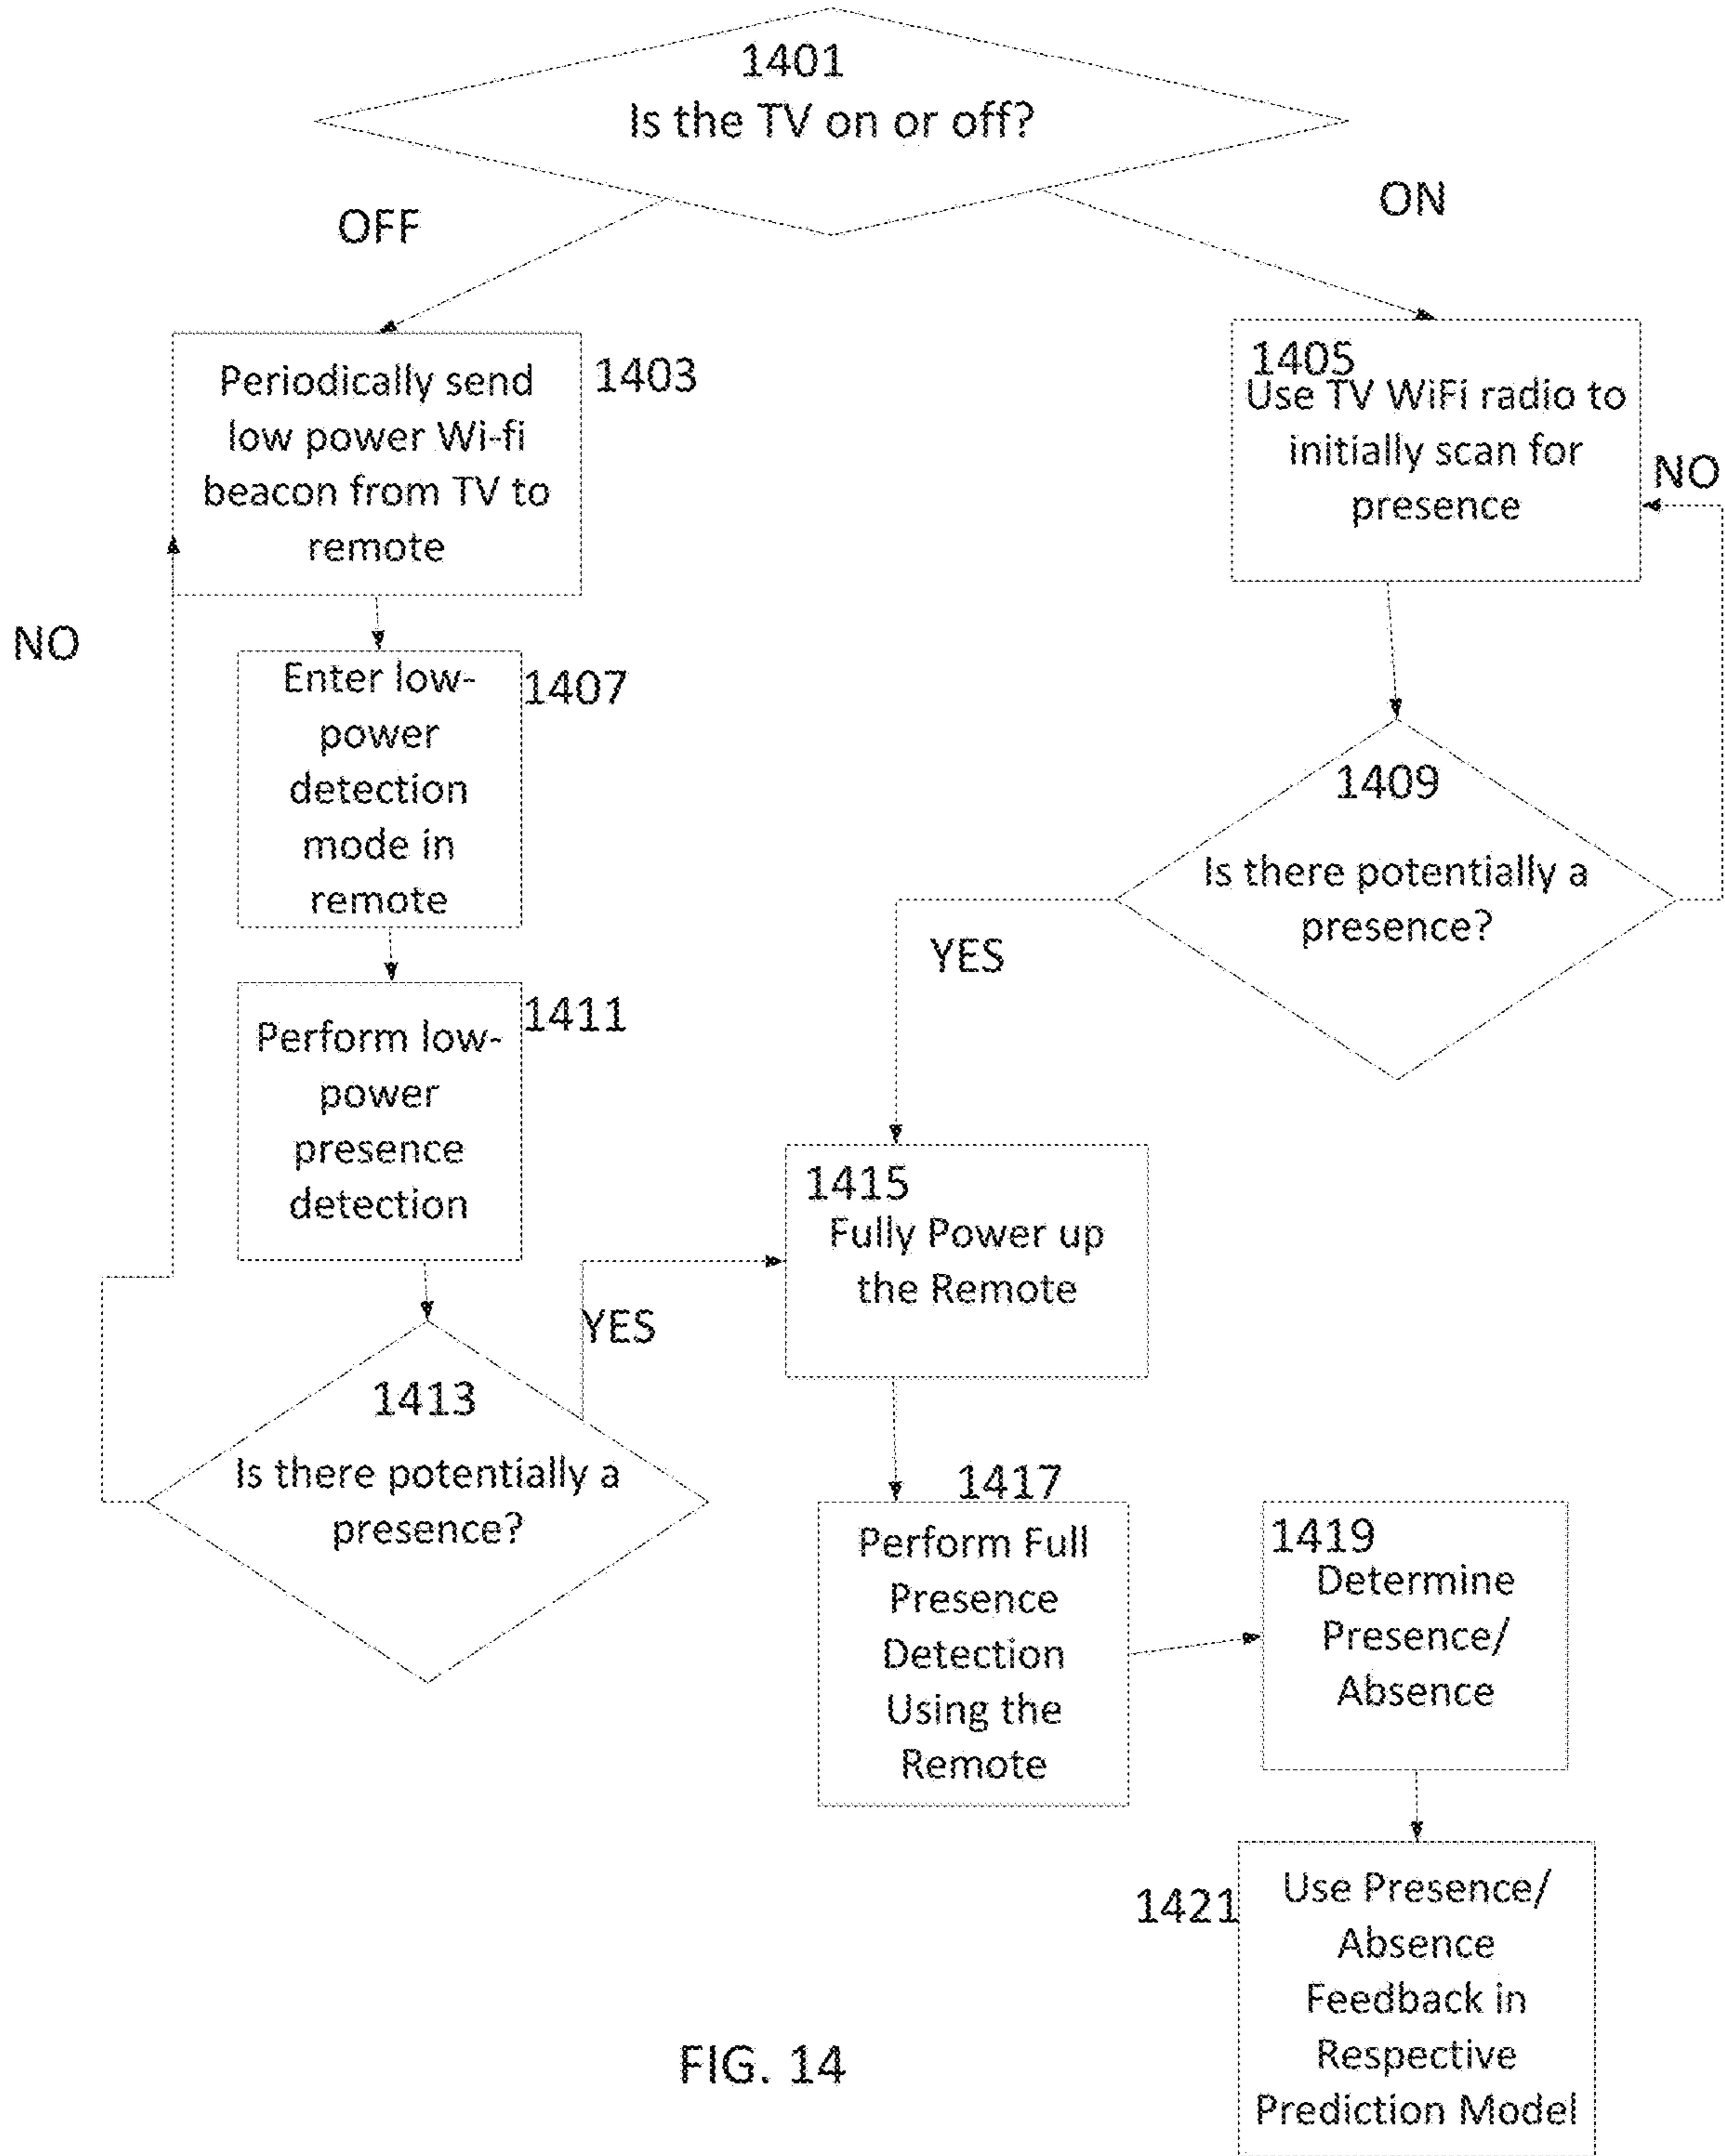 1401
Is the TV on or off?
OFF
ON
Periodically send
low power Wi-fi
beacon from TV to
remote
1403
1405
Use TV WiFi radio to
initially scan for
presence
NO
NO
Enter low-
power
detection
mode in
remote
1407
1409
Is there potentially a
presence?
YES
Perform low-
power
presence
detection
1411
1415
Fully Power up
the Remote
YES
1413
Is there potentially a
presence?
1417
Perform Full
Presence
Detection
Using the
Remote
1419
Determine
Presence/
Absence
1421
Use Presence/
Absence
Feedback in
Respective
Prediction Model
FIG. 14